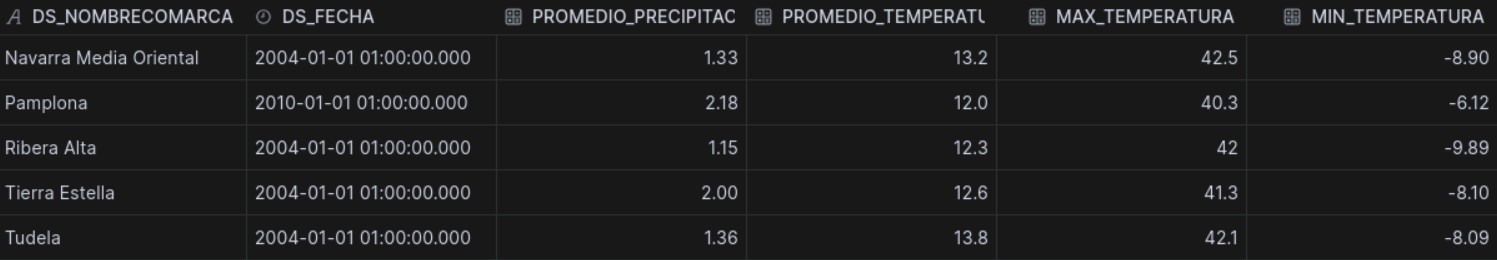 DS_NOMBRECOMARCA DS_FECHA PROMEDIO_PRECIPITAC PROMEDIO_TEMPERATU MAX_TEMPERATURA MIN_TEMPERATURA
Navarra Media Oriental 2004-01-01 01:00:00.000 1.33 13.2 42.5 -8.90
Pamplona 2010-01-01 01:00:00.000 2.18 12.0 40.3 -6.12
Ribera Alta 2004-01-01 01:00:00.000 1.15 12.3 42 -9.89
Tierra Estella 2004-01-01 01:00:00.000 2.00 12.6 41.3 -8.10
Tudela 2004-01-01 01:00:00.000 1.36 13.8 42.1 -8.09